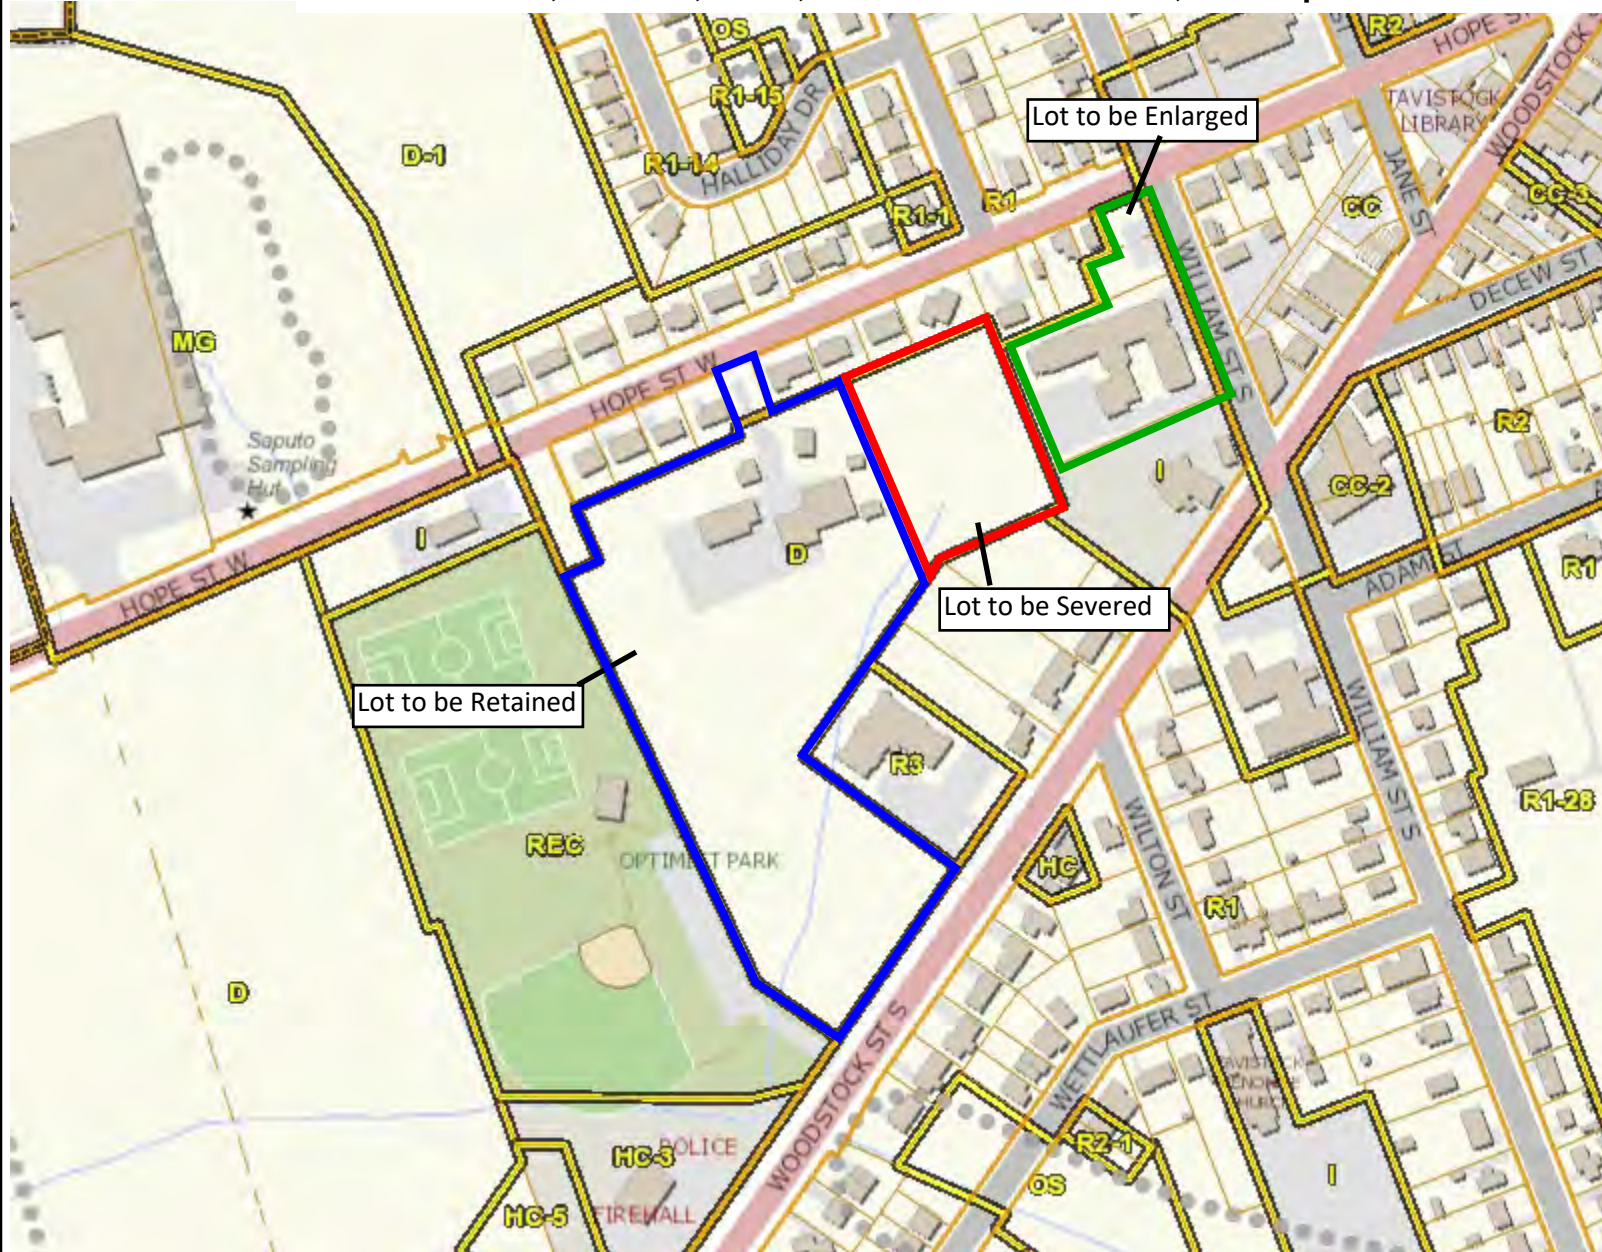 OS
R2
HOPE ST
R1-15
HALLIDAY DR
TAVISTOCK
LIBRARY
WOODSTOCK
Lot to be Enlarged
D-1
R1-14
JANE ST
CC-3
R1-1
R1
CC
WILLIAM ST S
DECEW ST
MG
HOPE ST W
R2
Saputo
Sampling
Hut
I
CC-2
I
D
ADAM ST
R1
HOPE ST W
Lot to be Severed
Lot to be Retained
WILLIAM ST S
R3
R1-28
REC
OPTIMIST PARK
HC
WILTON ST
R1
D
WETTLAUFER ST
TAVISTOCK
MENNONITE
CHURCH
WOODSTOCK ST S
POLICE
HC-3
R2-1
OS
I
HC-5
FIREHALL